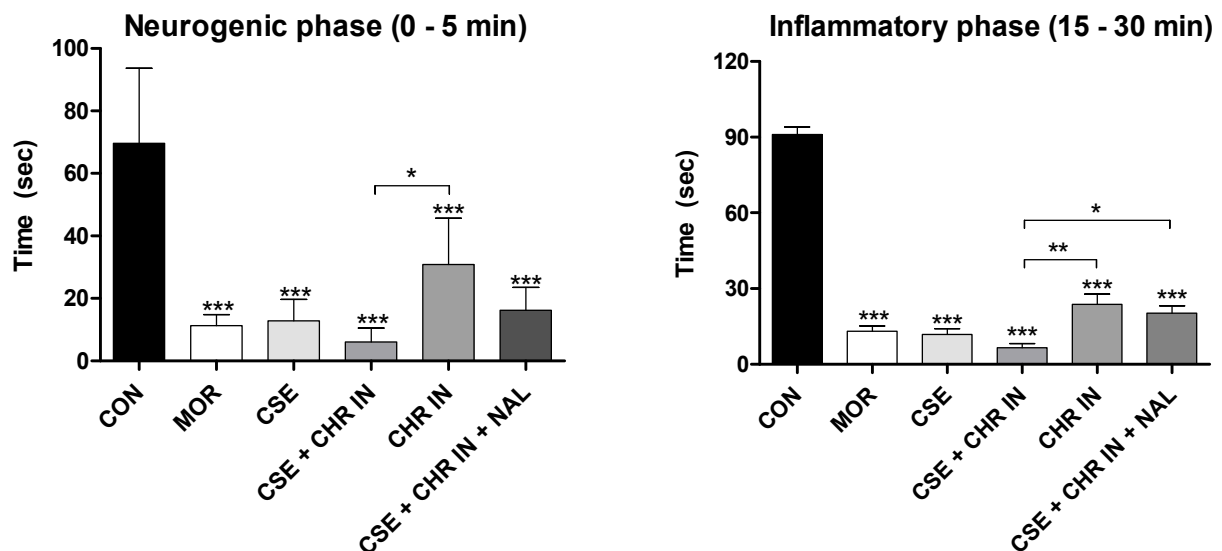 Neurogenic phase (0 - 5 min)
100
80
60
40
20
0
Time (sec)
***
***
***
*
***
***
CON
MOR
CSE
CSE + CHR IN
CHR IN
CSE + CHR IN + NAL
Inflammatory phase (15 - 30 min)
120
90
60
30
0
Time (sec)
***
***
***
**
*
***
***
CON
MOR
CSE
CSE + CHR IN
CHR IN
CSE + CHR IN + NAL